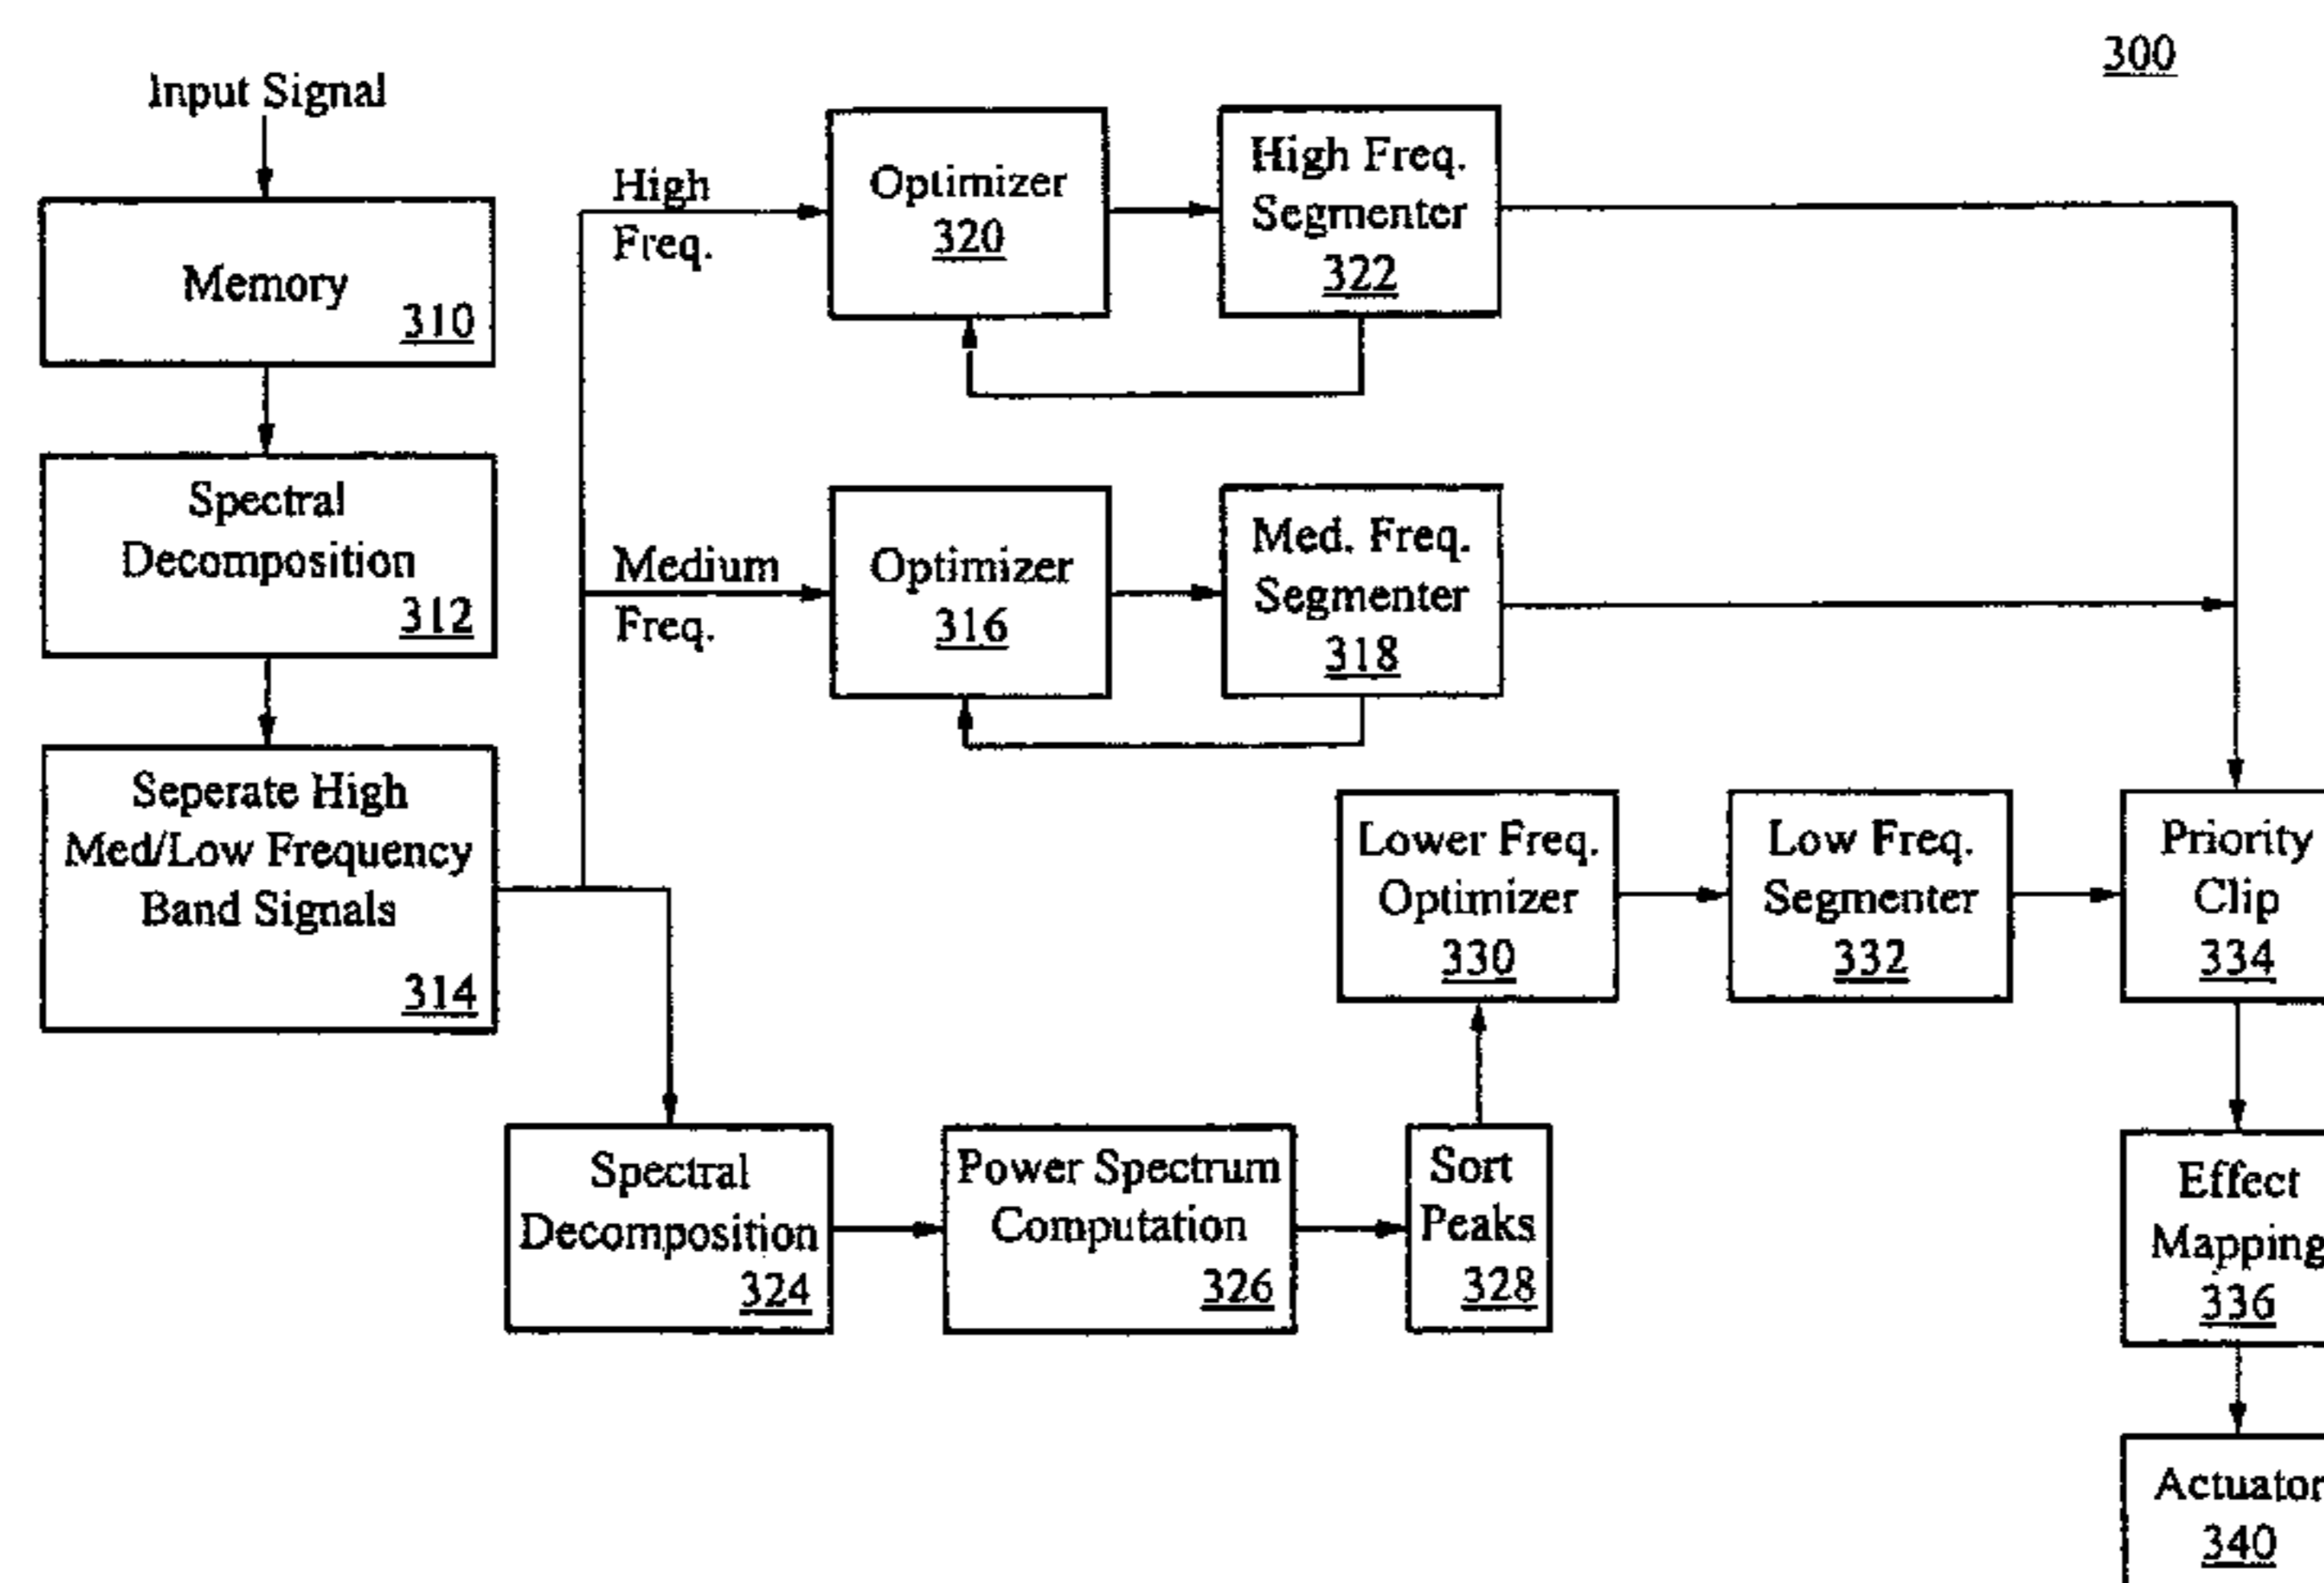 300
Input Signal
Memory
310
Spectral
Decomposition
312
Seperate High
Med/Low Frequency
Band Signals
314
High
Freq.
Optimizer
320
High Freq.
Segmenter
322
Medium
Freq.
Optimizer
316
Med. Freq.
Segmenter
318
Spectral
Decomposition
324
Power Spectrum
Computation
326
Sort
Peaks
328
Lower Freq.
Optimizer
330
Low Freq.
Segmenter
332
Priority
Clip
334
Effect
Mapping
336
Actuator
340